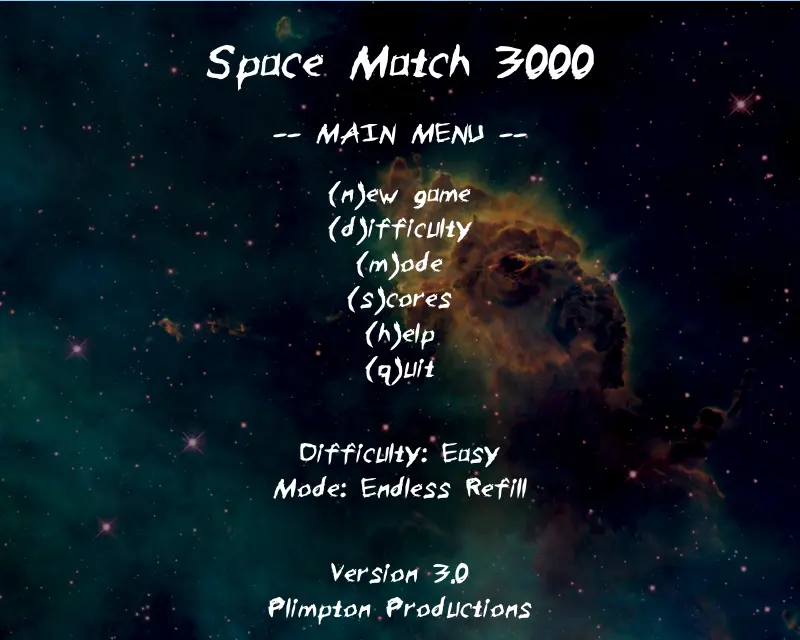 Space Match 3000
-- MAIN MENU --
(n)ew game
(d)ifficulty
(m)ode
(s)cores
(h)elp
(q)uit
Difficulty: Easy
Mode: Endless Refill
Version 3.0
Plimpton Productions